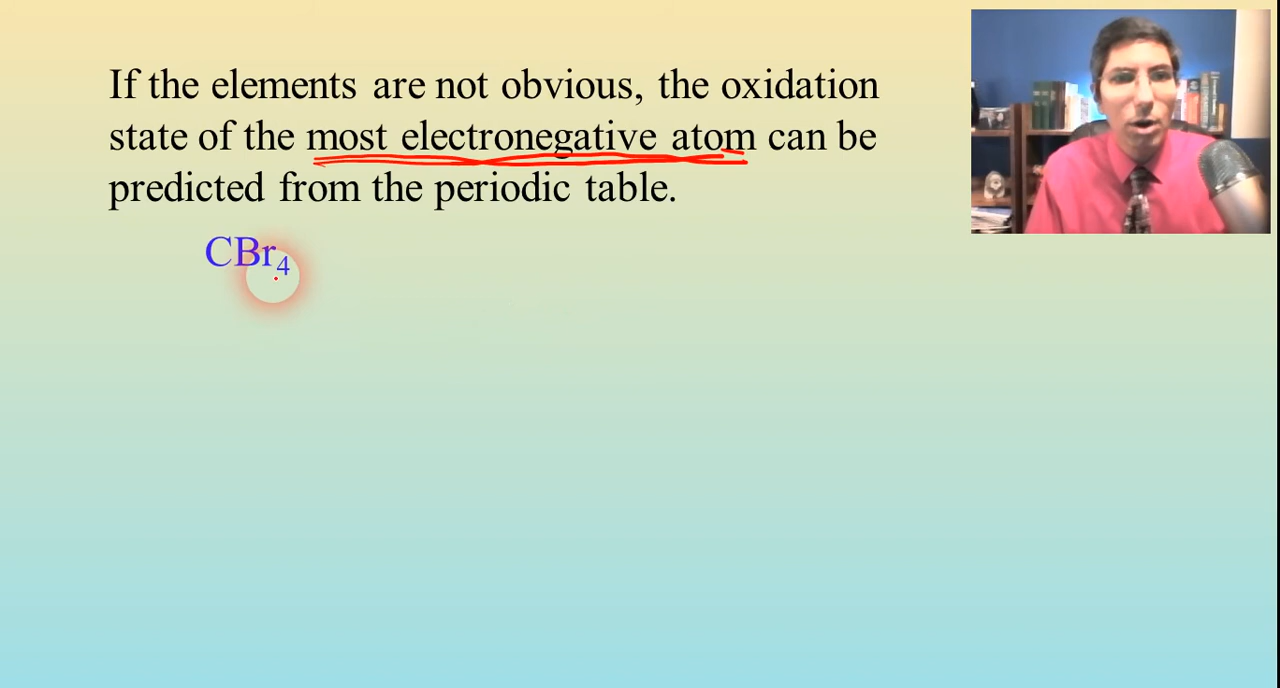 If the elements are not obvious, the oxidation
state of the most electronegative atom can be
predicted from the periodic table.
CBr₄